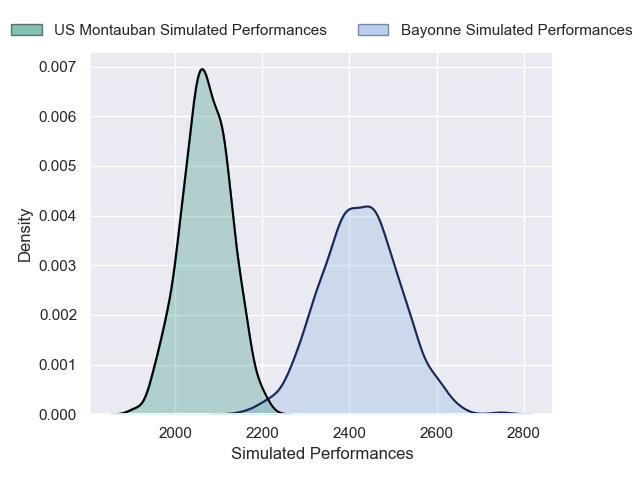 US Montauban Simulated Performances Bayonne Simulated Performances
0.007
0.006
0.005
0.004
0.003
0.002
0.001
0.000
Density
2000 2200 2400 2600 2800
Simulated Performances